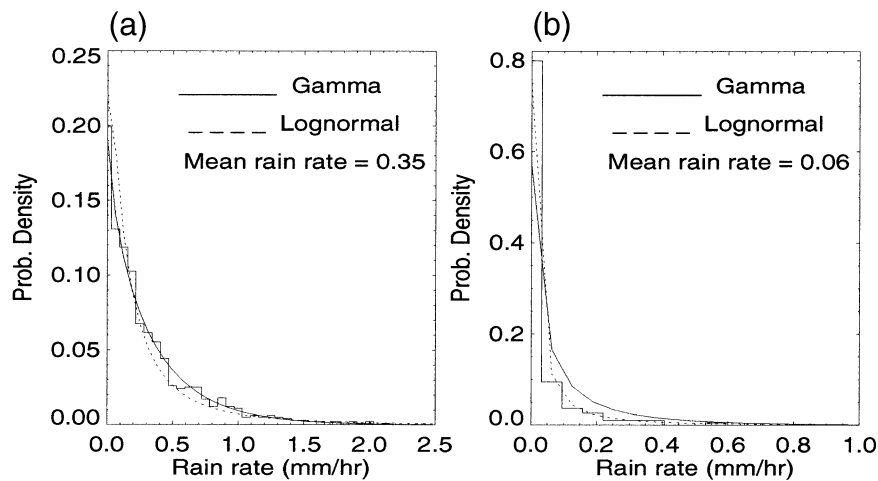 (a)
0.25
0.20
0.15
0.10
0.05
0.00
Prob. Density
Gamma
Lognormal
Mean rain rate = 0.35
0.0 0.5 1.0 1.5 2.0 2.5
Rain rate (mm/hr)
(b)
0.8
0.6
0.4
0.2
0.0
Prob. Density
Gamma
Lognormal
Mean rain rate = 0.06
0.0 0.2 0.4 0.6 0.8 1.0
Rain rate (mm/hr)